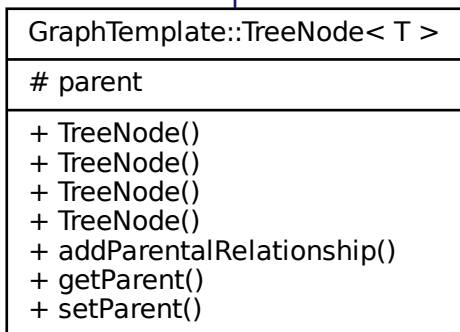 GraphTemplate::TreeNode< T >
# parent
+ TreeNode()
+ TreeNode()
+ TreeNode()
+ TreeNode()
+ addParentalRelationship()
+ getParent()
+ setParent()